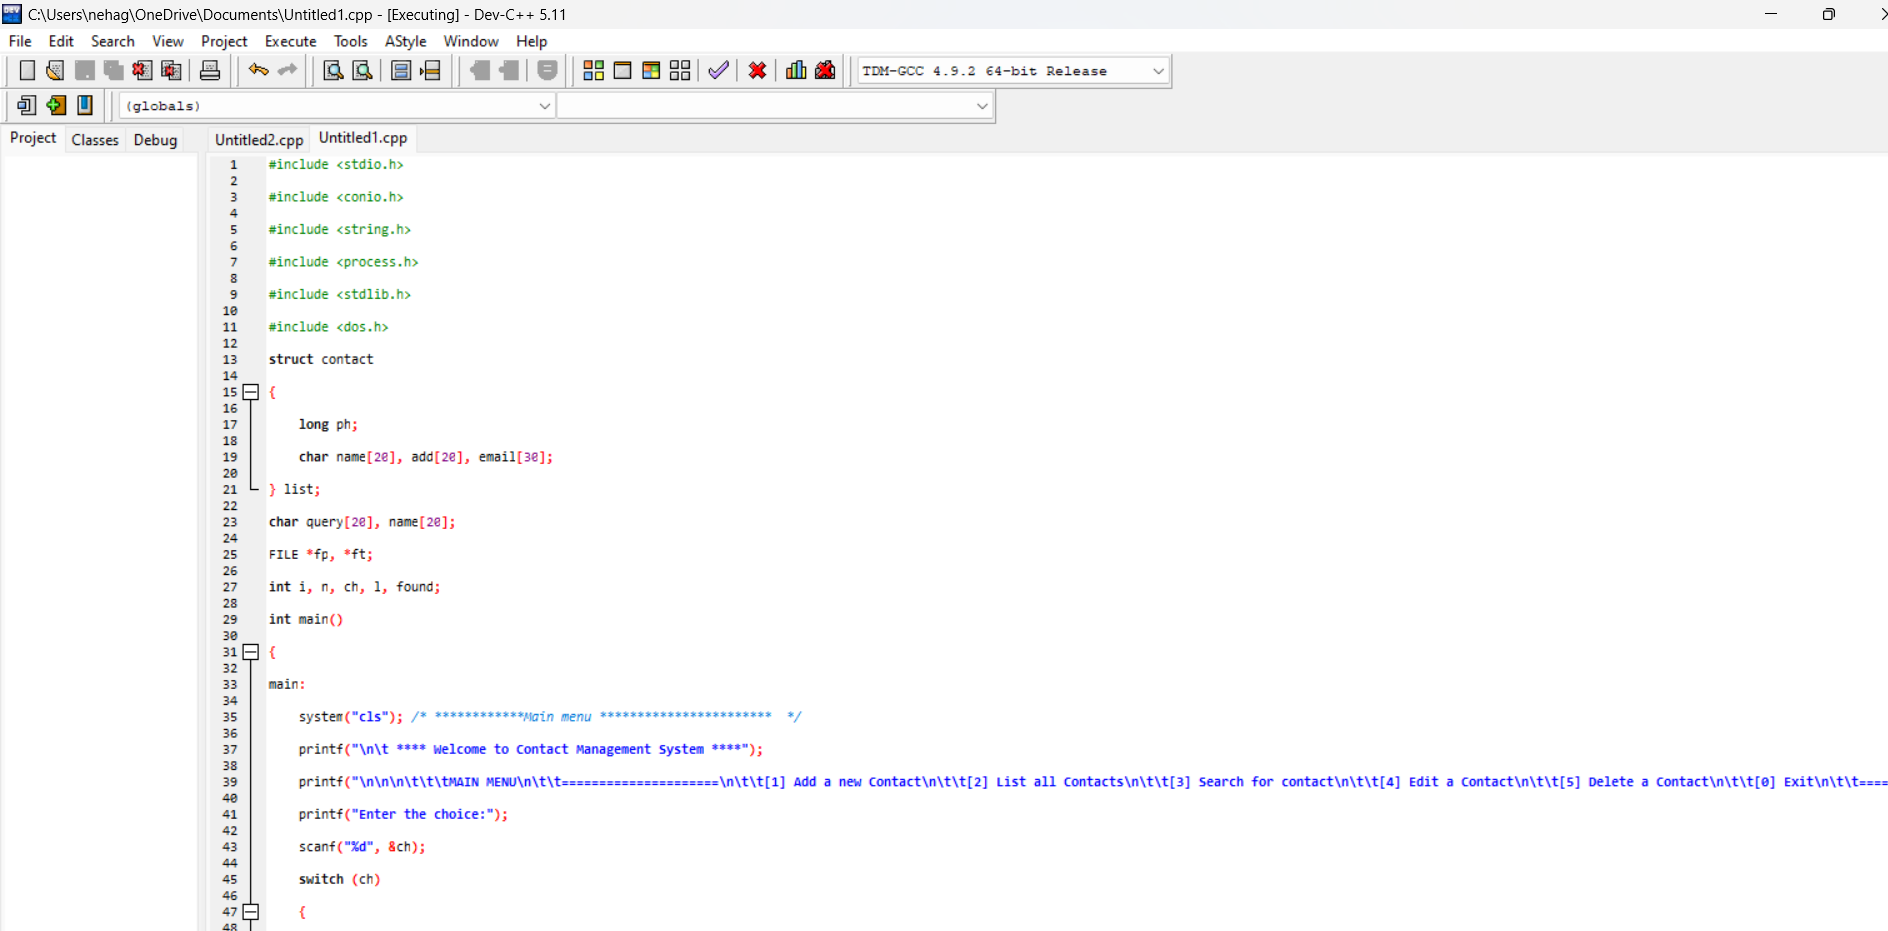 C:\Users\nehag\OneDrive\Documents\Untitled1.cpp - [Executing] - Dev-C++ 5.11
File Edit Search View Project Execute Tools AStyle Window Help
TDM-GCC 4.9.2 64-bit Release
(globals)
Project Classes Debug Untitled2.cpp Untitled1.cpp
1 #include <stdio.h>
2
3 #include <conio.h>
4
5 #include <string.h>
6
7 #include <process.h>
8
9 #include <stdlib.h>
10
11 #include <dos.h>
12
13 struct contact
14
15 {
16
17 long ph;
18
19 char name[20], add[20], email[30];
20
21 } list;
22
23 char query[20], name[20];
24
25 FILE *fp, *ft;
26
27 int i, n, ch, l, found;
28
29 int main()
30
31 {
32
33 main:
34
35 system("cls"); /* ************Main menu *********************** */
36
37 printf("\n\t **** Welcome to Contact Management System ****");
38
39 printf("\n\n\n\t\t\tMAIN MENU\n\t\t=====================\n\t\t[1] Add a new Contact\n\t\t[2] List all Contacts\n\t\t[3] Search for contact\n\t\t[4] Edit a Contact\n\t\t[5] Delete a Contact\n\t\t[0] Exit\n\t\t====
40
41 printf("Enter the choice:");
42
43 scanf("%d", &ch);
44
45 switch (ch)
46
47 {
48